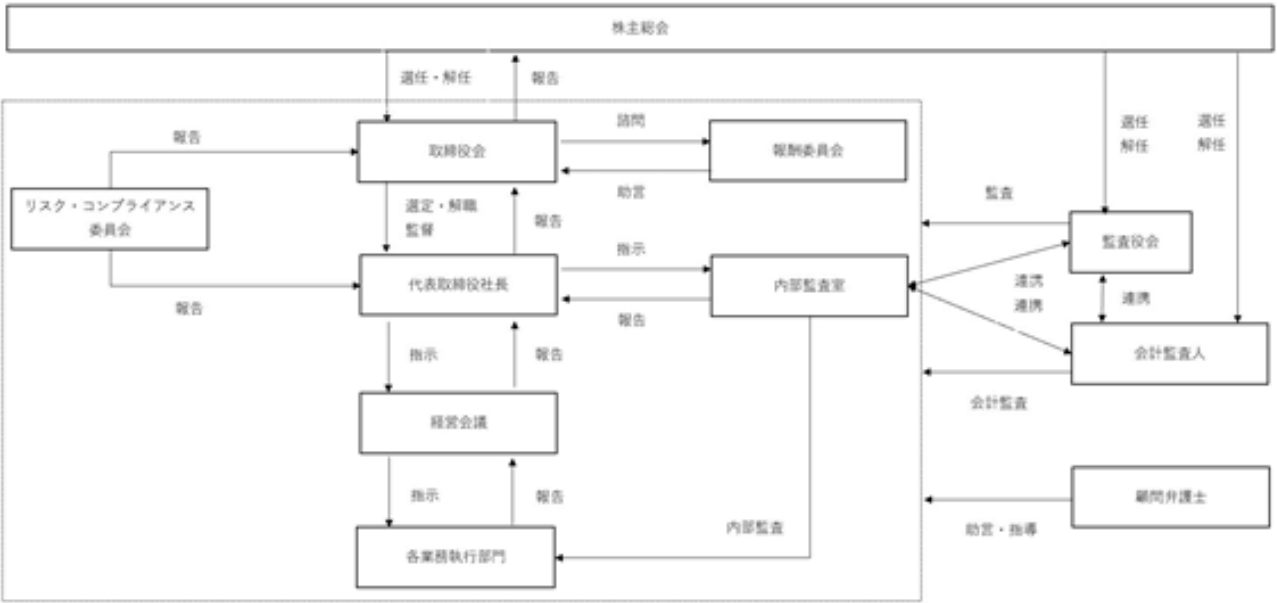 株主総会
選任・解任
報告
選任
解任
選任
解任
報告
取締役会
諮問
報酬委員会
助言
リスク・コンプライアンス
委員会
選定・解職
監督
報告
監査
監査役会
報告
代表取締役社長
指示
内部監査室
報告
連携
連携
連携
会計監査人
指示
報告
会計監査
経営会議
指示
報告
顧問弁護士
助言・指導
各業務執行部門
内部監査